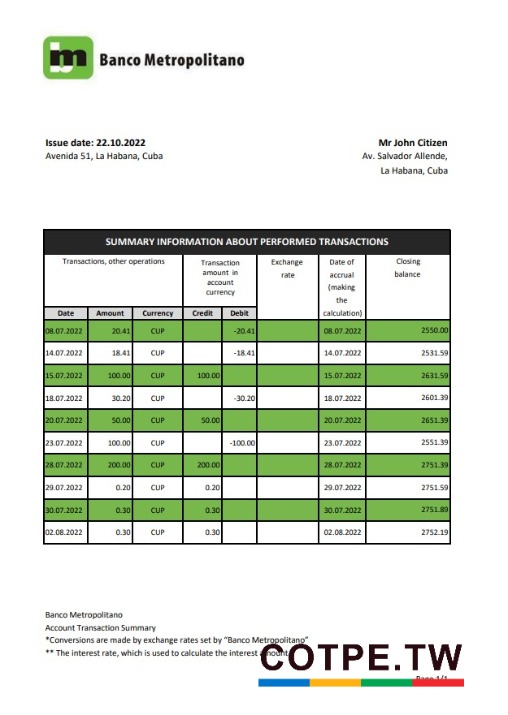 bm Banco Metropolitano
Issue date: 22.10.2022
Avenida 51, La Habana, Cuba
Mr John Citizen
Av. Salvador Allende,
La Habana, Cuba
SUMMARY INFORMATION ABOUT PERFORMED TRANSACTIONS
Transactions, other operations
Transaction
amount in
account
currency
Exchange
rate
Date of
accrual
(making
the
calculation)
Closing
balance
Date Amount Currency Credit Debit
08.07.2022 20.41 CUP -20.41 08.07.2022 2550.00
14.07.2022 18.41 CUP -18.41 14.07.2022 2531.59
15.07.2022 100.00 CUP 100.00 15.07.2022 2631.59
18.07.2022 30.20 CUP -30.20 18.07.2022 2601.39
20.07.2022 50.00 CUP 50.00 20.07.2022 2651.39
23.07.2022 100.00 CUP -100.00 23.07.2022 2551.39
28.07.2022 200.00 CUP 200.00 28.07.2022 2751.39
29.07.2022 0.20 CUP 0.20 29.07.2022 2751.59
30.07.2022 0.30 CUP 0.30 30.07.2022 2751.89
02.08.2022 0.30 CUP 0.30 02.08.2022 2752.19
Banco Metropolitano
Account Transaction Summary
*Conversions are made by exchange rates set by "Banco Metropolitano"
** The interest rate, which is used to calculate the interest amount
COTPE.TW
Page 1/1